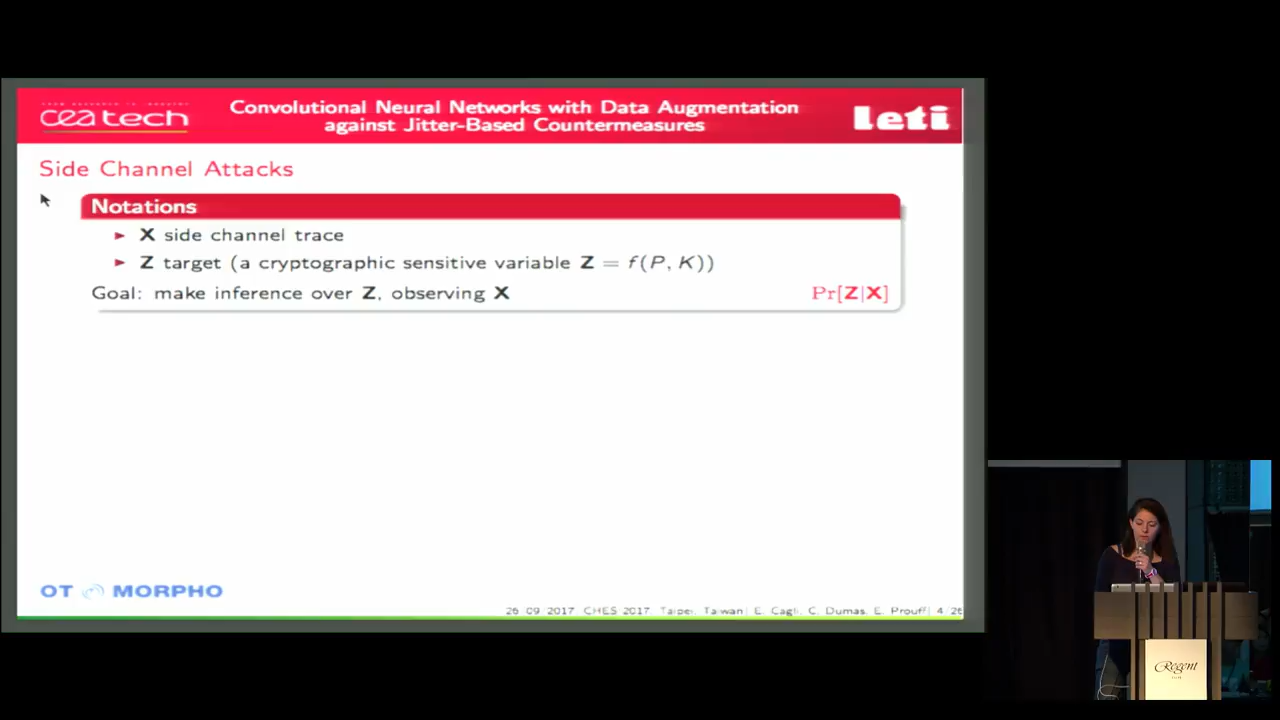 ceatech
Convolutional Neural Networks with Data Augmentation
against Jitter-Based Countermeasures
leti
Side Channel Attacks
Notations
► X side channel trace
► Z target (a cryptographic sensitive variable Z = f(P, K))
Goal: make inference over Z, observing X Pr[Z|X]
OT MORPHO
26 09 2017 CHES 2017, Taipei, Taiwan| E. Cagli, C. Dumas, E. Prouff| 4/26
Regent